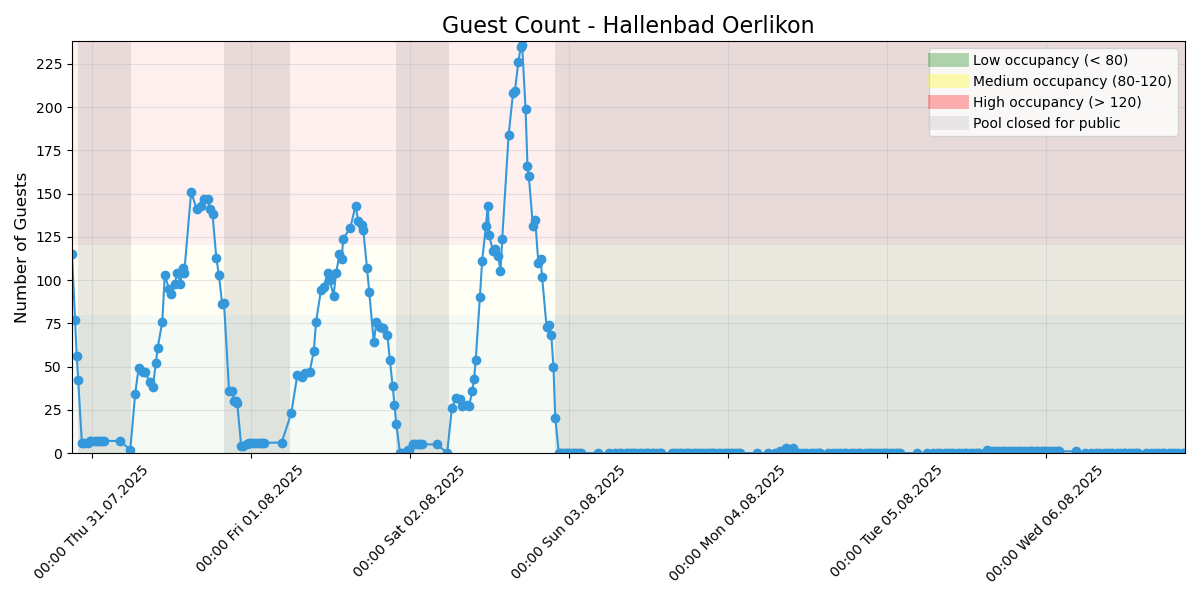 Guest Count - Hallenbad Oerlikon
Number of Guests
225
200
175
150
125
100
75
50
25
0
Low occupancy (< 80)
Medium occupancy (80-120)
High occupancy (> 120)
Pool closed for public
00:00 Thu 31.07.2025
00:00 Fri 01.08.2025
00:00 Sat 02.08.2025
00:00 Sun 03.08.2025
00:00 Mon 04.08.2025
00:00 Tue 05.08.2025
00:00 Wed 06.08.2025